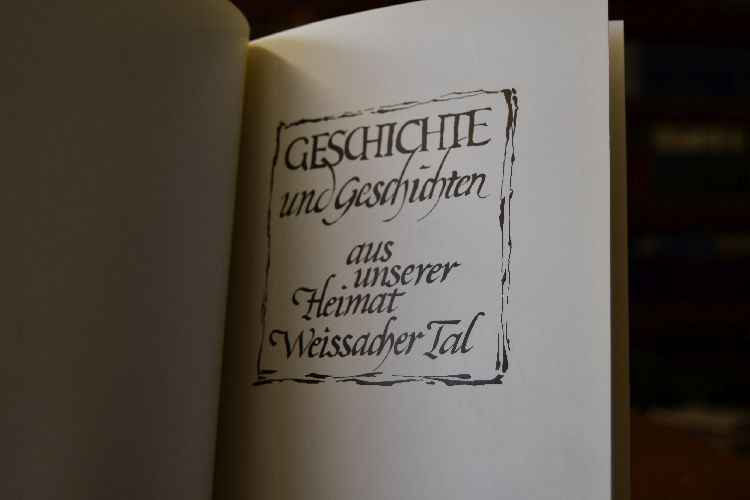 GESCHICHTE
und Geschichten
aus
unserer
Heimat
Weissacher Tal